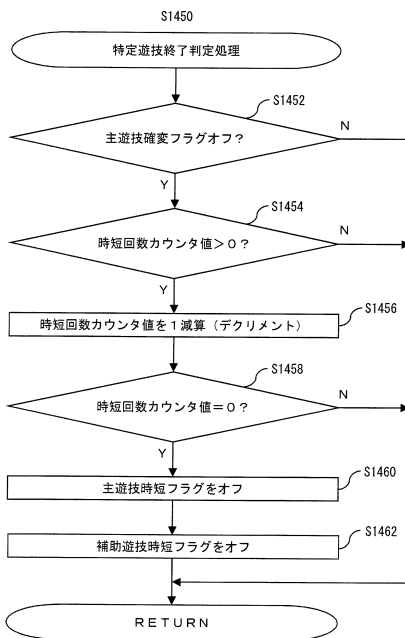 S1450
特定遊技終了判定処理
S1452
主遊技確変フラグオフ？
N
Y
S1454
時短回数カウンタ値＞０？
N
Y
S1456
時短回数カウンタ値を１減算（デクリメント）
S1458
時短回数カウンタ値＝０？
N
Y
S1460
主遊技時短フラグをオフ
S1462
補助遊技時短フラグをオフ
ＲＥＴＵＲＮ